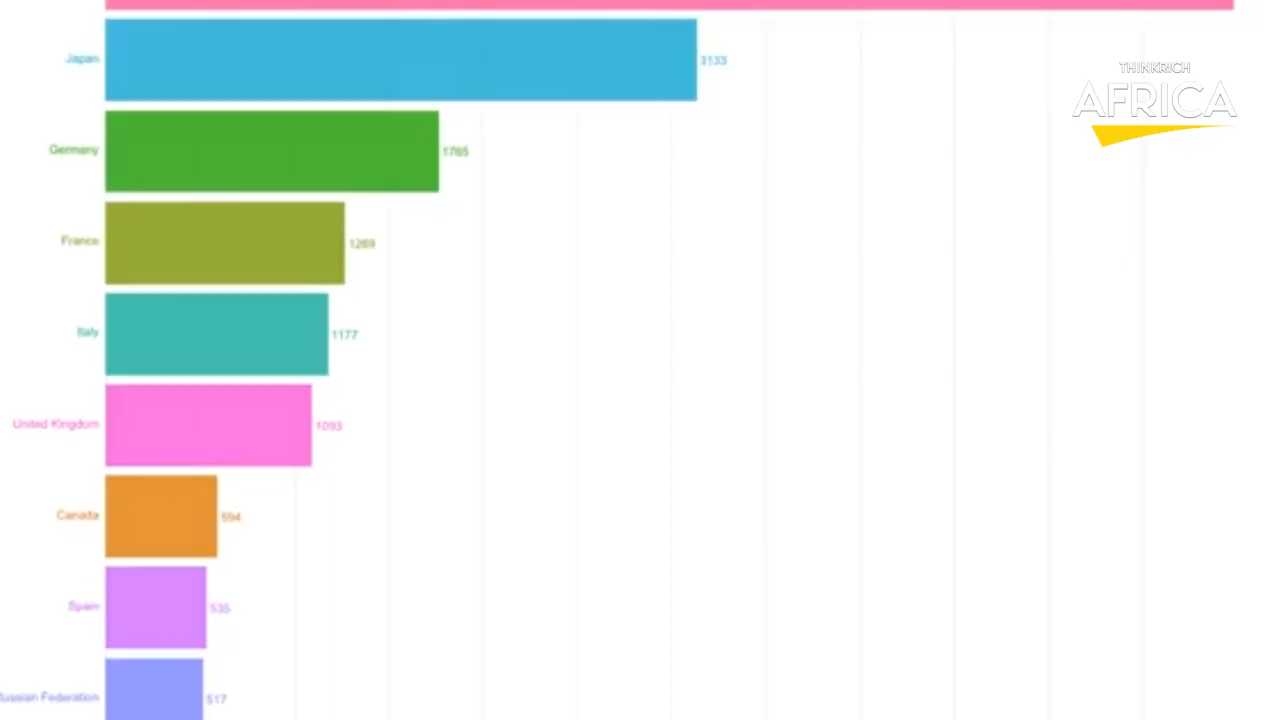 Japan 3133
THINKRICH
AFRICA
Germany 1765
France 1269
Italy 1177
United Kingdom 1093
Canada 594
Spain 535
Russian Federation 517